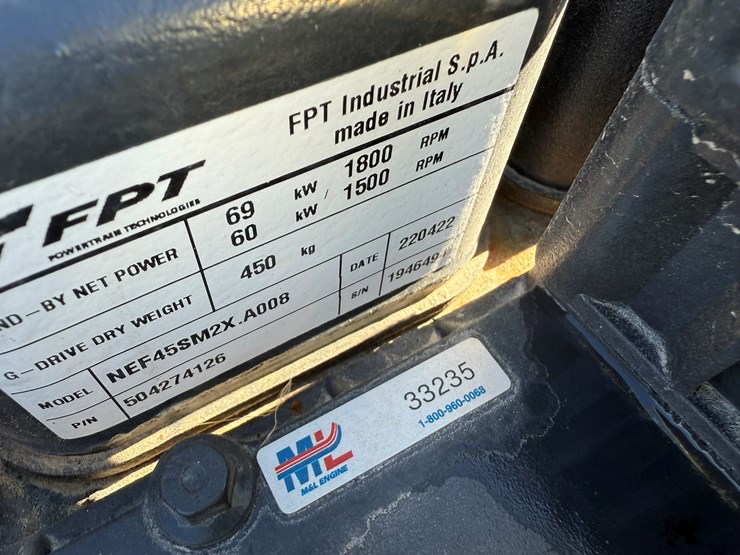 FPT Industrial S.p.A.
made in Italy
FPT
POWERTRAIN TECHNOLOGIES
ND-BY NET POWER 69 kW / 1800 RPM
60 kW / 1500 RPM
G-DRIVE DRY WEIGHT 450 kg
MODEL NEF45SM2X.A008 DATE 220422
P/N 504274126 S/N 194649
M&L
M&L ENGINE
33235
1-800-960-0068